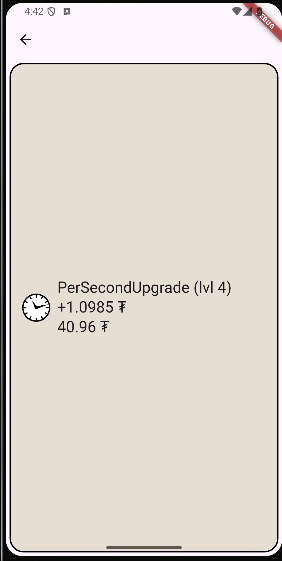 4:42
DEBUG
PerSecondUpgrade (lvl 4)
+1.0985 ₮
40.96 ₮